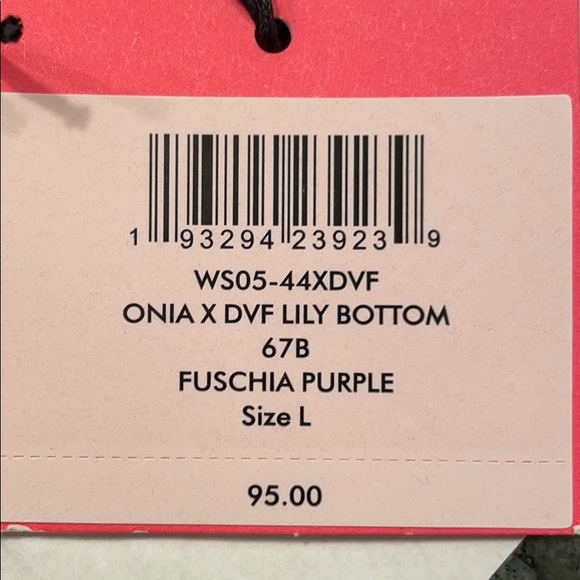 1 93294 23923 9
WS05-44XDVF
ONIA X DVF LILY BOTTOM
67B
FUSCHIA PURPLE
Size L
95.00